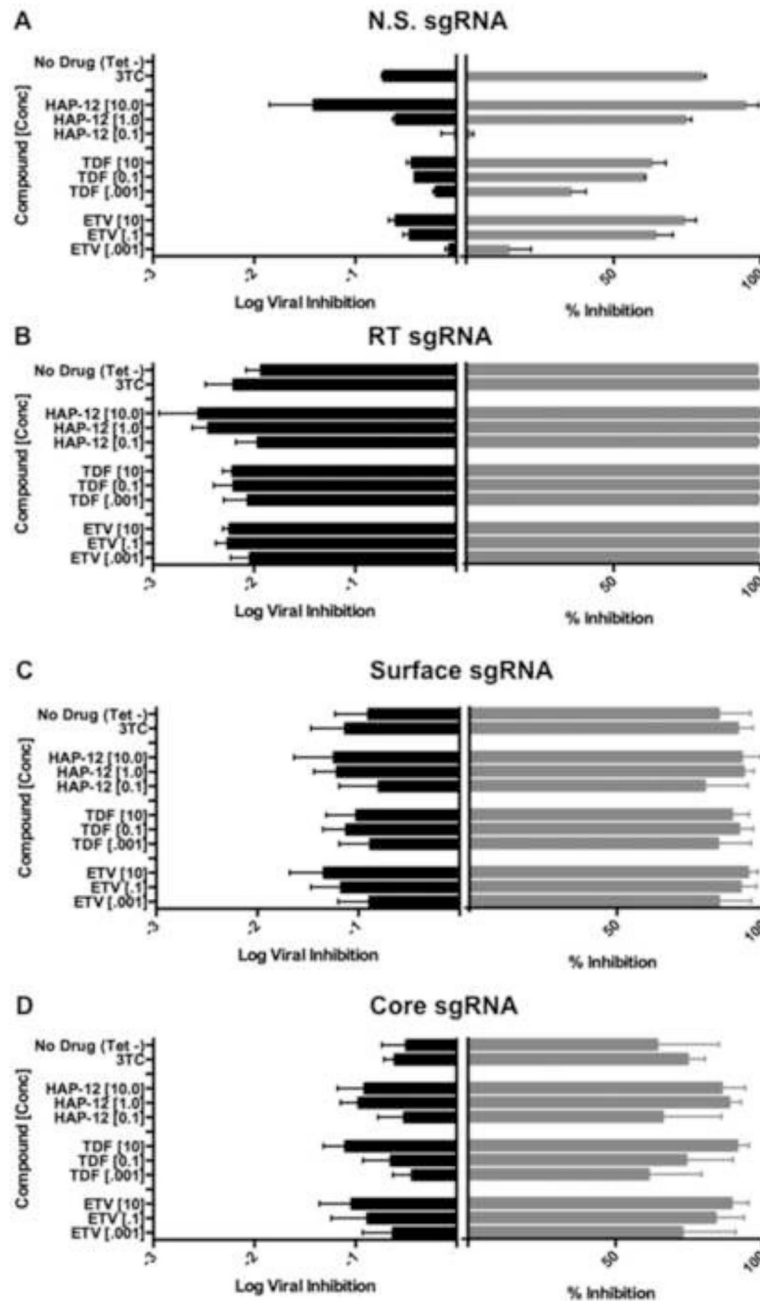 A
N.S. sgRNA
Compound [Conc]
No Drug (Tet -)
3TC
HAP-12 [10.0]
HAP-12 [1.0]
HAP-12 [0.1]
TDF [10]
TDF [0.1]
TDF [.001]
ETV [10]
ETV [.1]
ETV [.001]
-3
-2
-1
50
100
Log Viral Inhibition
% Inhibition
B
RT sgRNA
Compound [Conc]
No Drug (Tet -)
3TC
HAP-12 [10.0]
HAP-12 [1.0]
HAP-12 [0.1]
TDF [10]
TDF [0.1]
TDF [.001]
ETV [10]
ETV [.1]
ETV [.001]
-3
-2
-1
50
100
Log Viral Inhibition
% Inhibition
C
Surface sgRNA
Compound [Conc]
No Drug (Tet -)
3TC
HAP-12 [10.0]
HAP-12 [1.0]
HAP-12 [0.1]
TDF [10]
TDF [0.1]
TDF [.001]
ETV [10]
ETV [.1]
ETV [.001]
-3
-2
-1
50
100
Log Viral Inhibition
% Inhibition
D
Core sgRNA
Compound [Conc]
No Drug (Tet -)
3TC
HAP-12 [10.0]
HAP-12 [1.0]
HAP-12 [0.1]
TDF [10]
TDF [0.1]
TDF [.001]
ETV [10]
ETV [.1]
ETV [.001]
-3
-2
-1
50
100
Log Viral Inhibition
% Inhibition